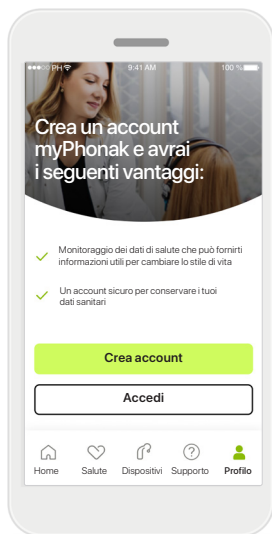 PH
9:41 AM
100 %
Crea un account
myPhonak e avrai
i seguenti vantaggi:
Monitoraggio dei dati di salute che può fornirti
informazioni utili per cambiare lo stile di vita
Un account sicuro per conservare i tuoi
dati sanitari
Crea account
Accedi
Home Salute Dispositivi Supporto Profilo